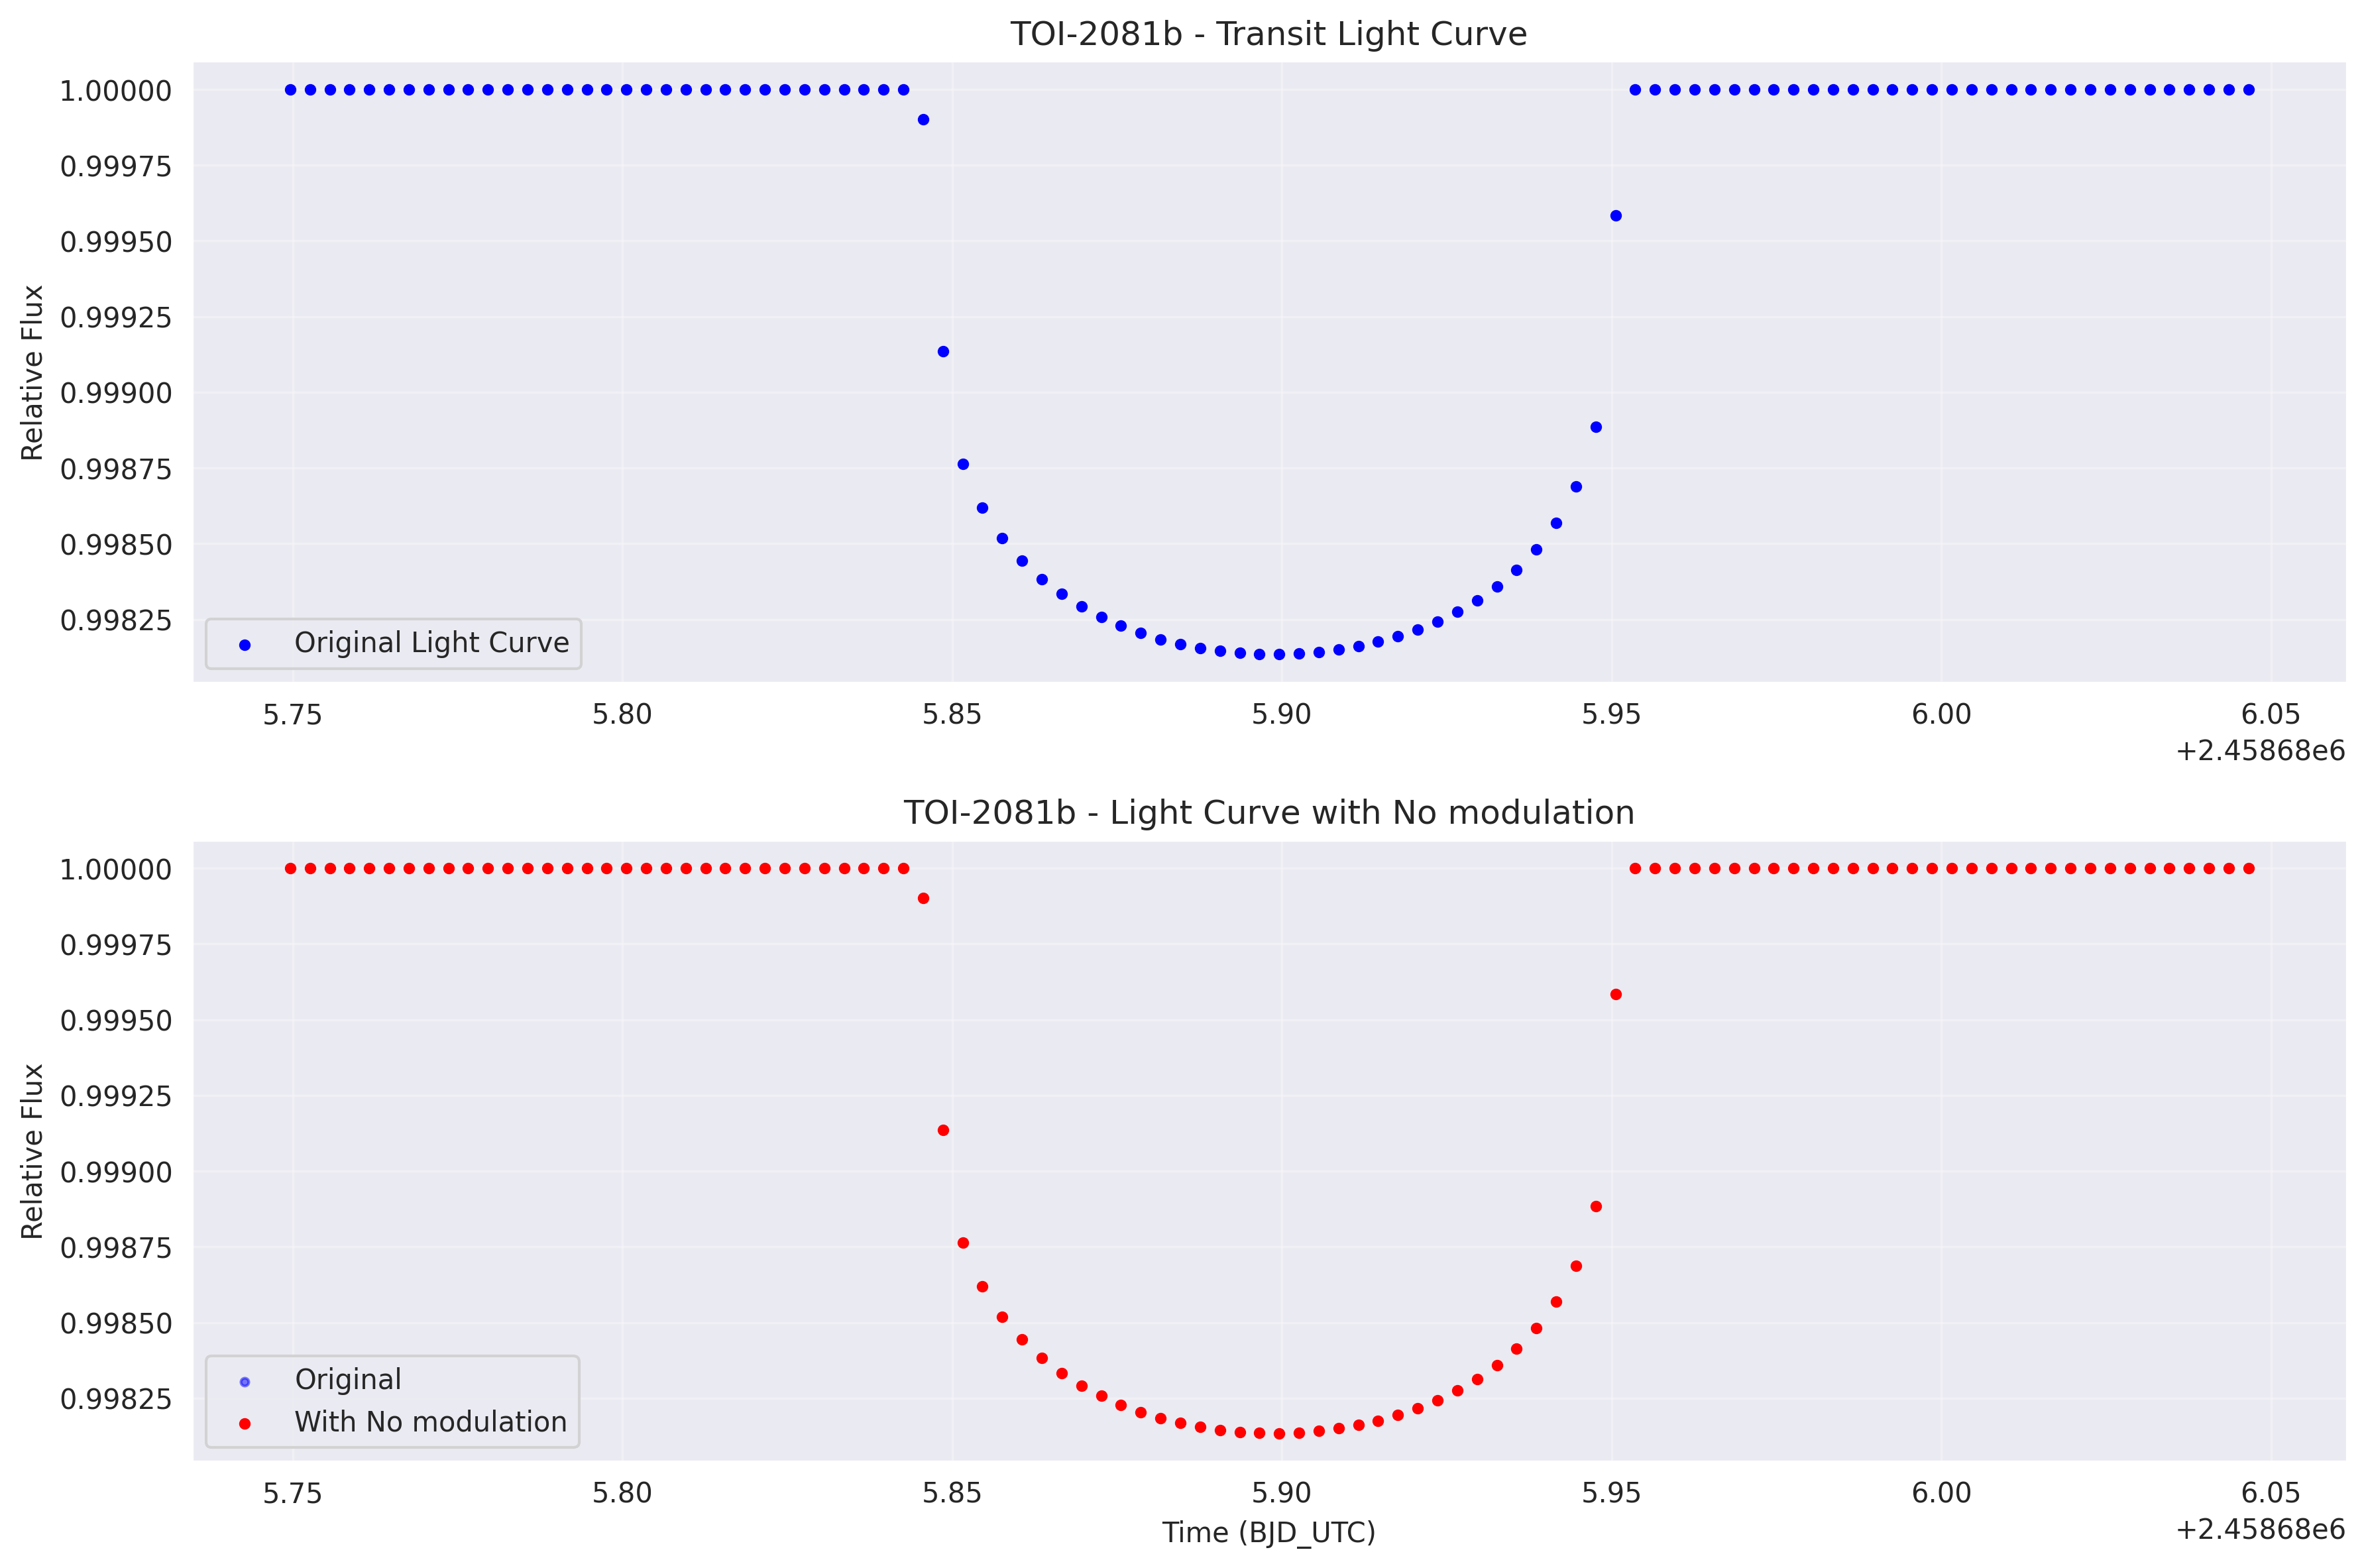 TOI-2081b - Transit Light Curve
1.00000
0.99975
0.99950
0.99925
0.99900
0.99875
0.99850
0.99825
Relative Flux
Original Light Curve
5.75 5.80 5.85 5.90 5.95 6.00 6.05
+2.45868e6
TOI-2081b - Light Curve with No modulation
1.00000
0.99975
0.99950
0.99925
0.99900
0.99875
0.99850
0.99825
Relative Flux
Original
With No modulation
5.75 5.80 5.85 5.90 5.95 6.00 6.05
Time (BJD_UTC)
+2.45868e6